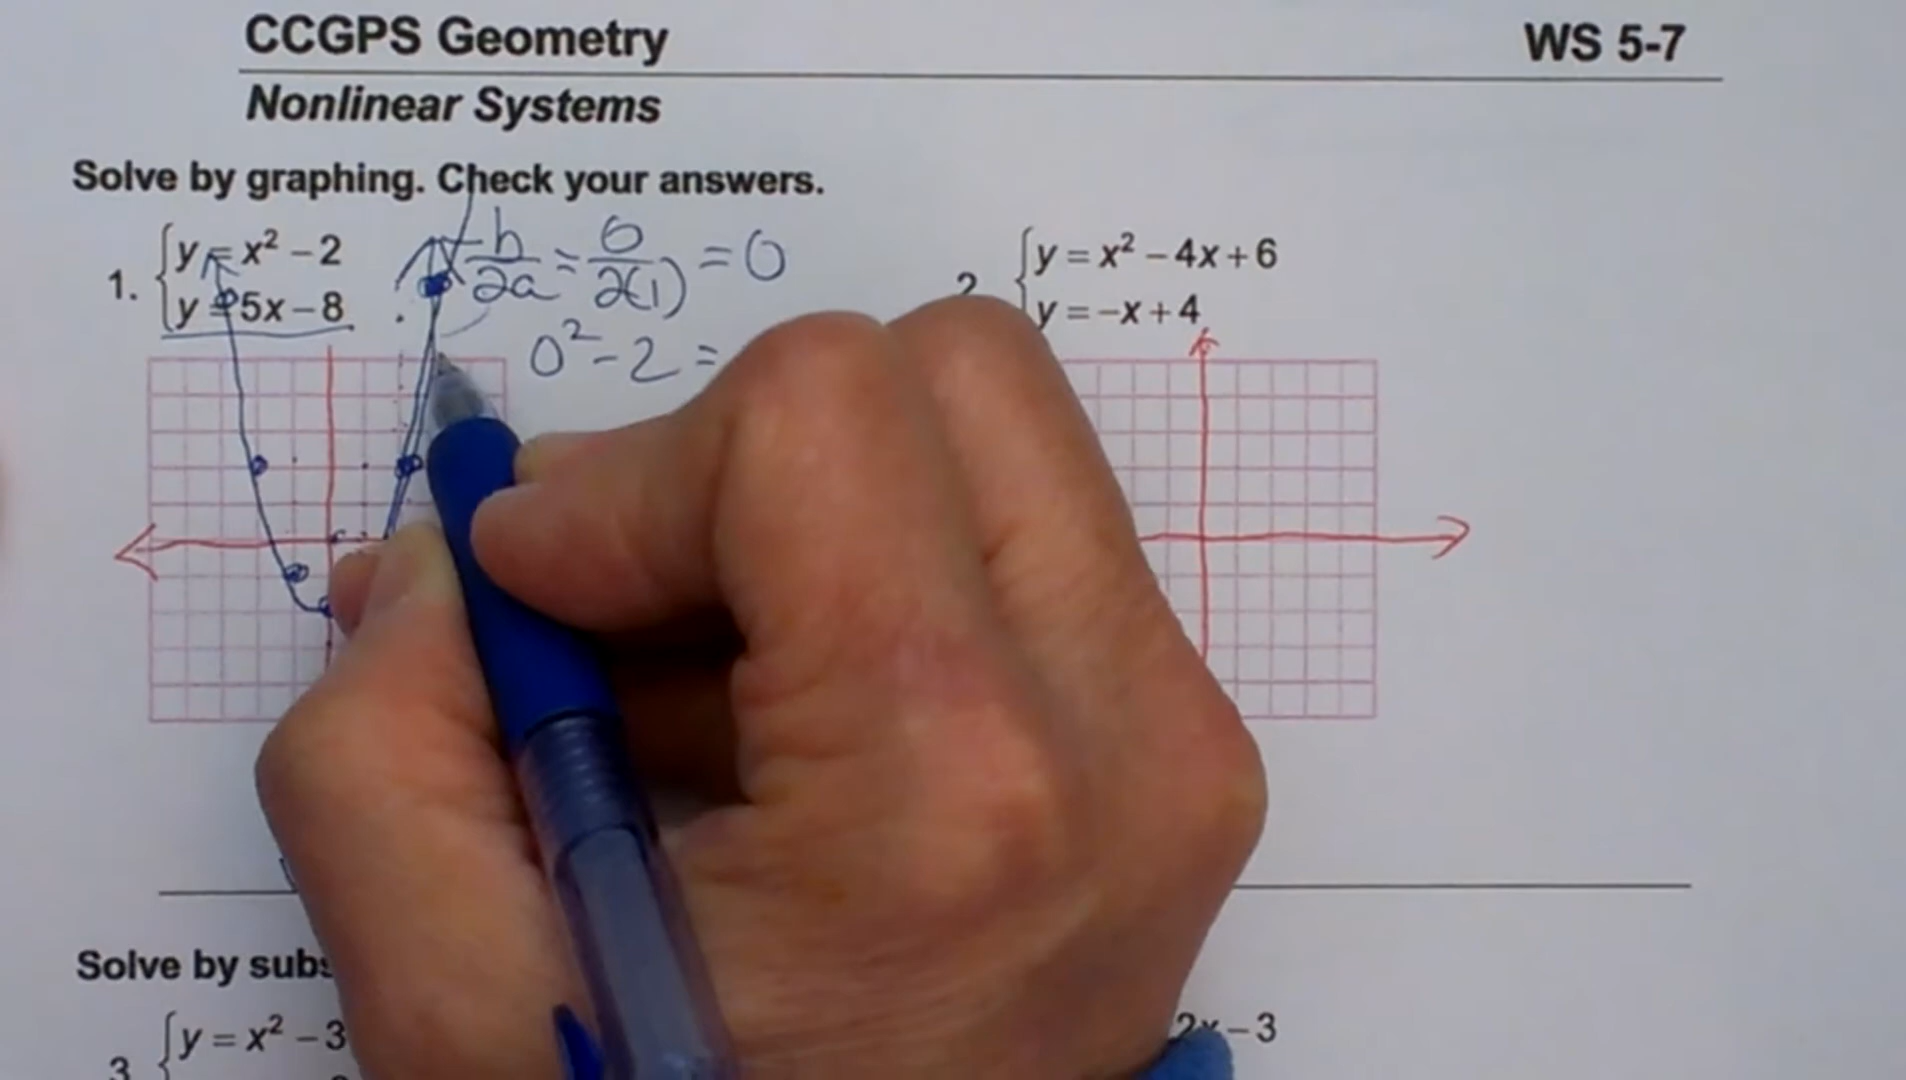 CCGPS Geometry WS 5-7
Nonlinear Systems
Solve by graphing. Check your answers.
1. { y = x² – 2
y = 5x – 8
-b/2a = 0/2(1) = 0
0² - 2 =
2. { y = x² – 4x + 6
y = –x + 4
Solve by
3 { y = x² – 3
2x – 3